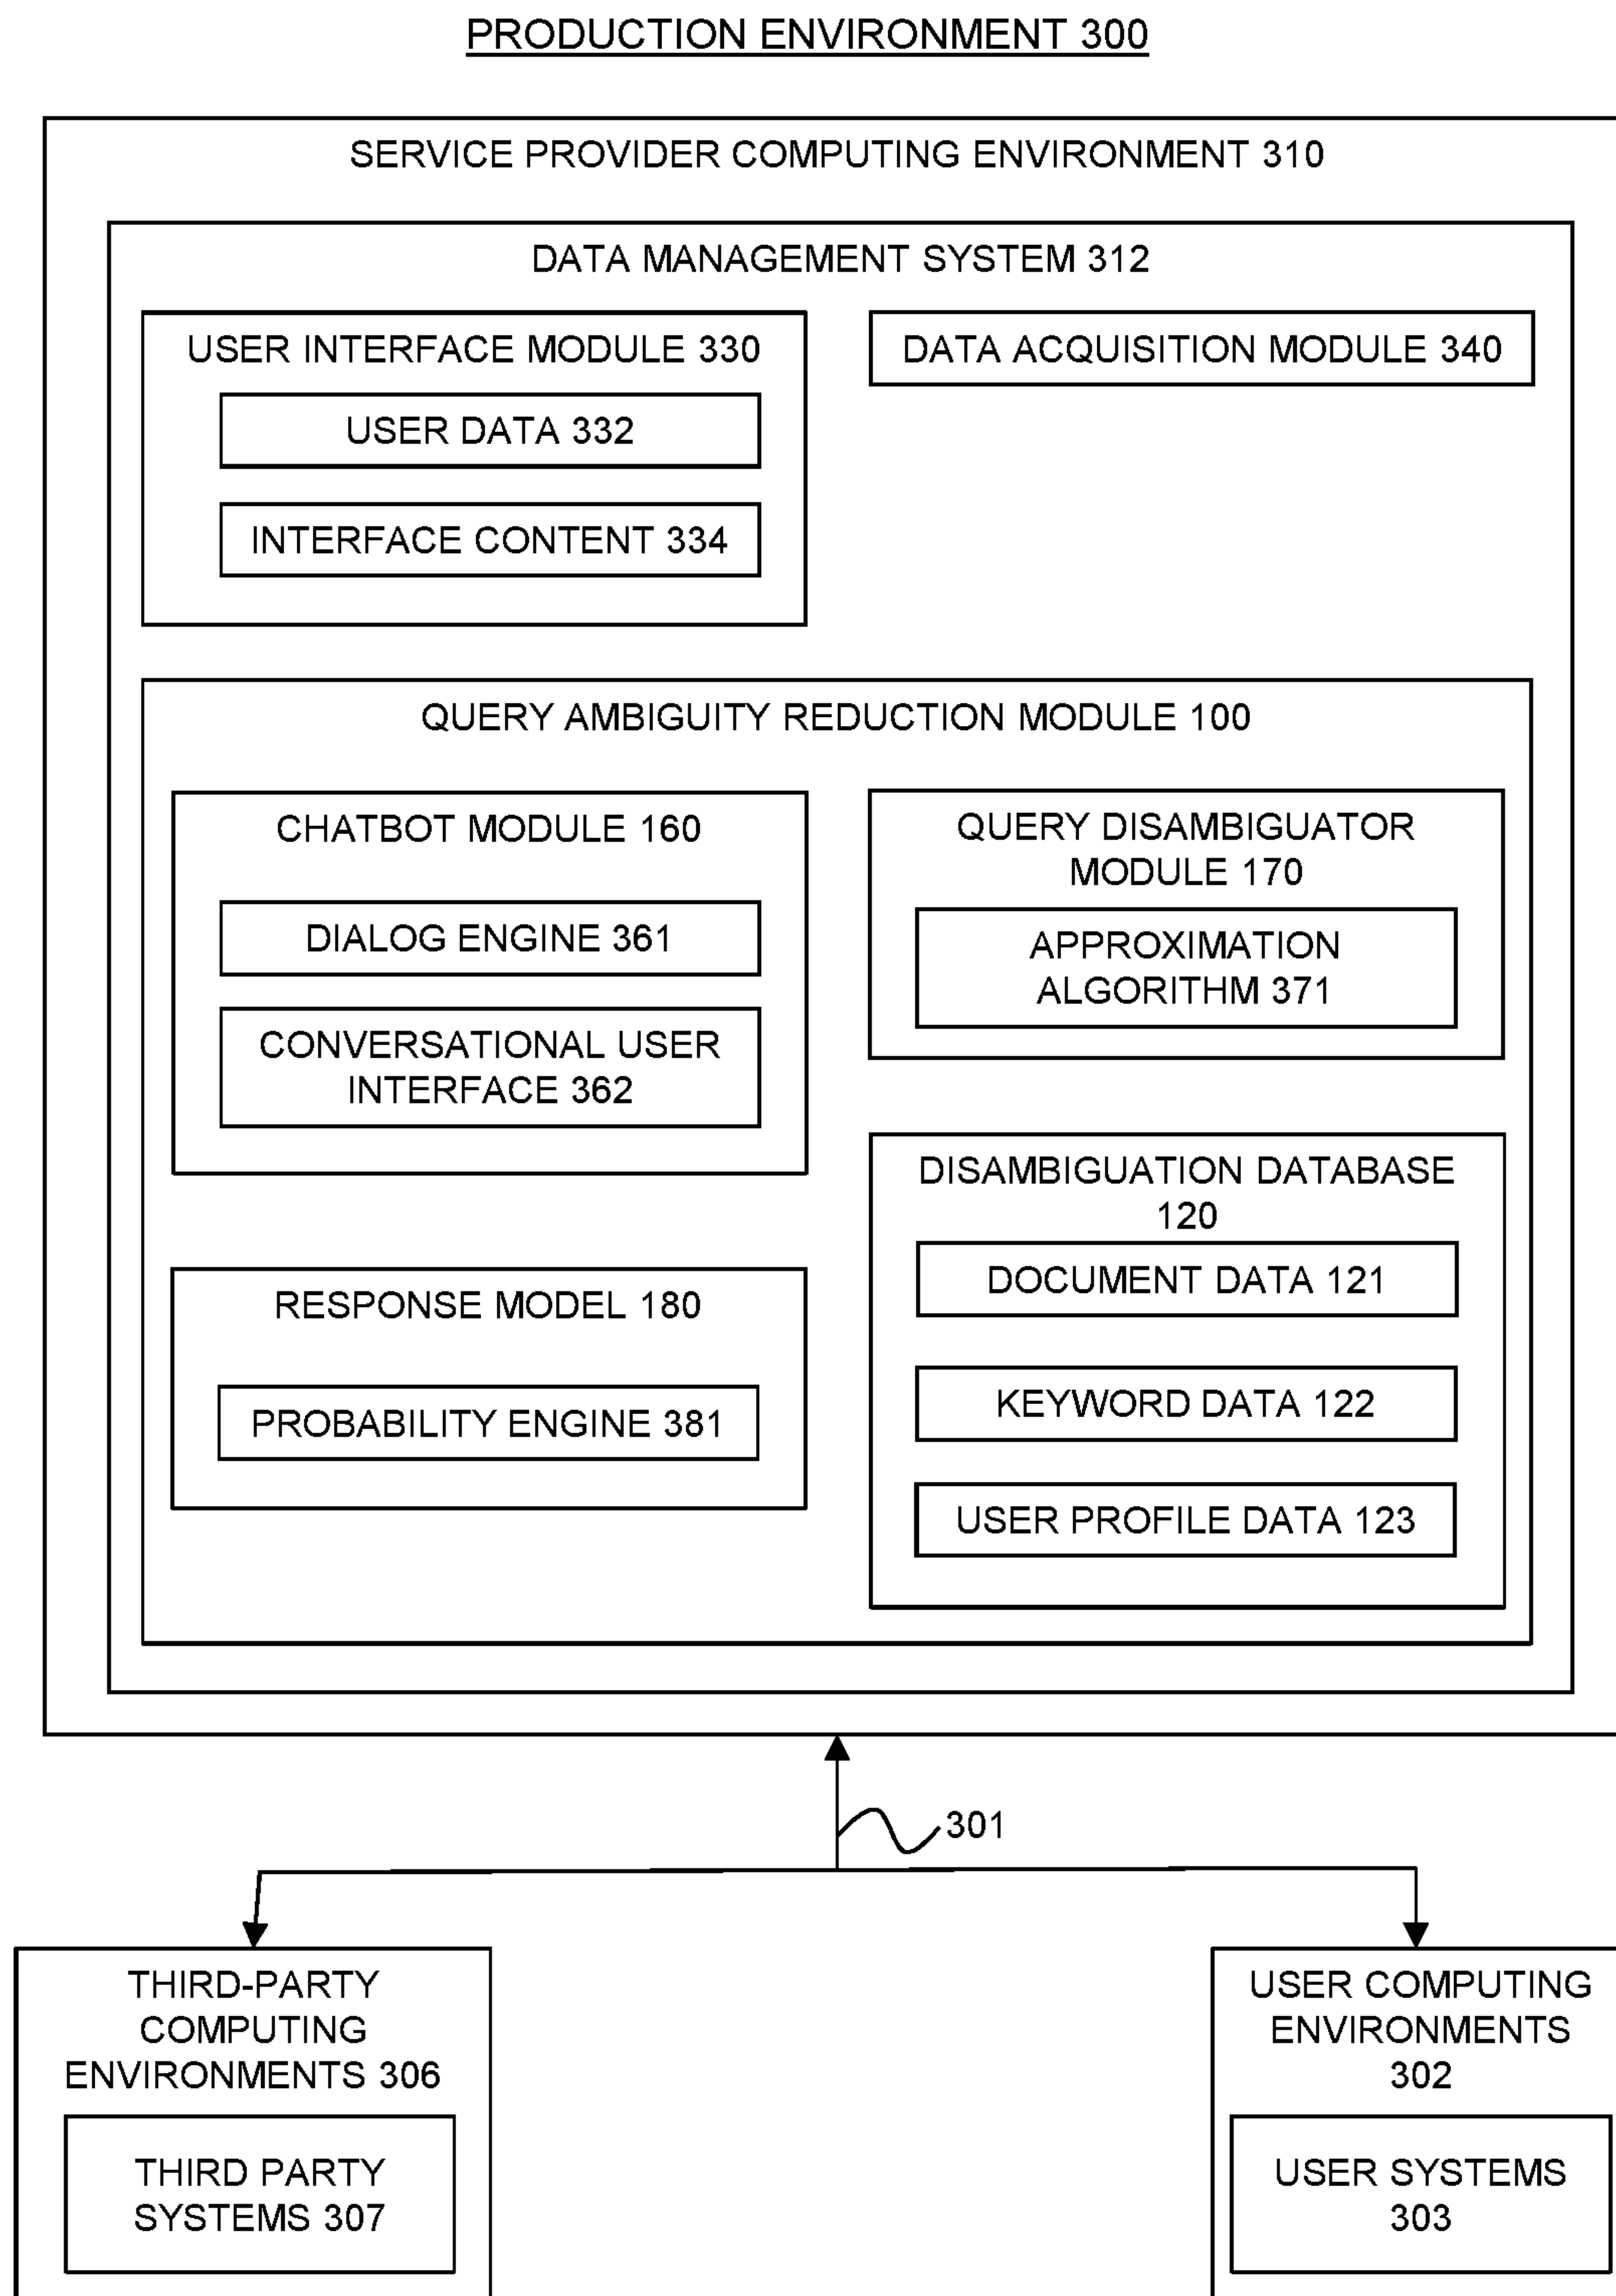 PRODUCTION ENVIRONMENT 300
SERVICE PROVIDER COMPUTING ENVIRONMENT 310
DATA MANAGEMENT SYSTEM 312
USER INTERFACE MODULE 330
USER DATA 332
INTERFACE CONTENT 334
DATA ACQUISITION MODULE 340
QUERY AMBIGUITY REDUCTION MODULE 100
CHATBOT MODULE 160
DIALOG ENGINE 361
CONVERSATIONAL USER
INTERFACE 362
QUERY DISAMBIGUATOR
MODULE 170
APPROXIMATION
ALGORITHM 371
RESPONSE MODEL 180
PROBABILITY ENGINE 381
DISAMBIGUATION DATABASE
120
DOCUMENT DATA 121
KEYWORD DATA 122
USER PROFILE DATA 123
301
THIRD-PARTY
COMPUTING
ENVIRONMENTS 306
THIRD PARTY
SYSTEMS 307
USER COMPUTING
ENVIRONMENTS
302
USER SYSTEMS
303